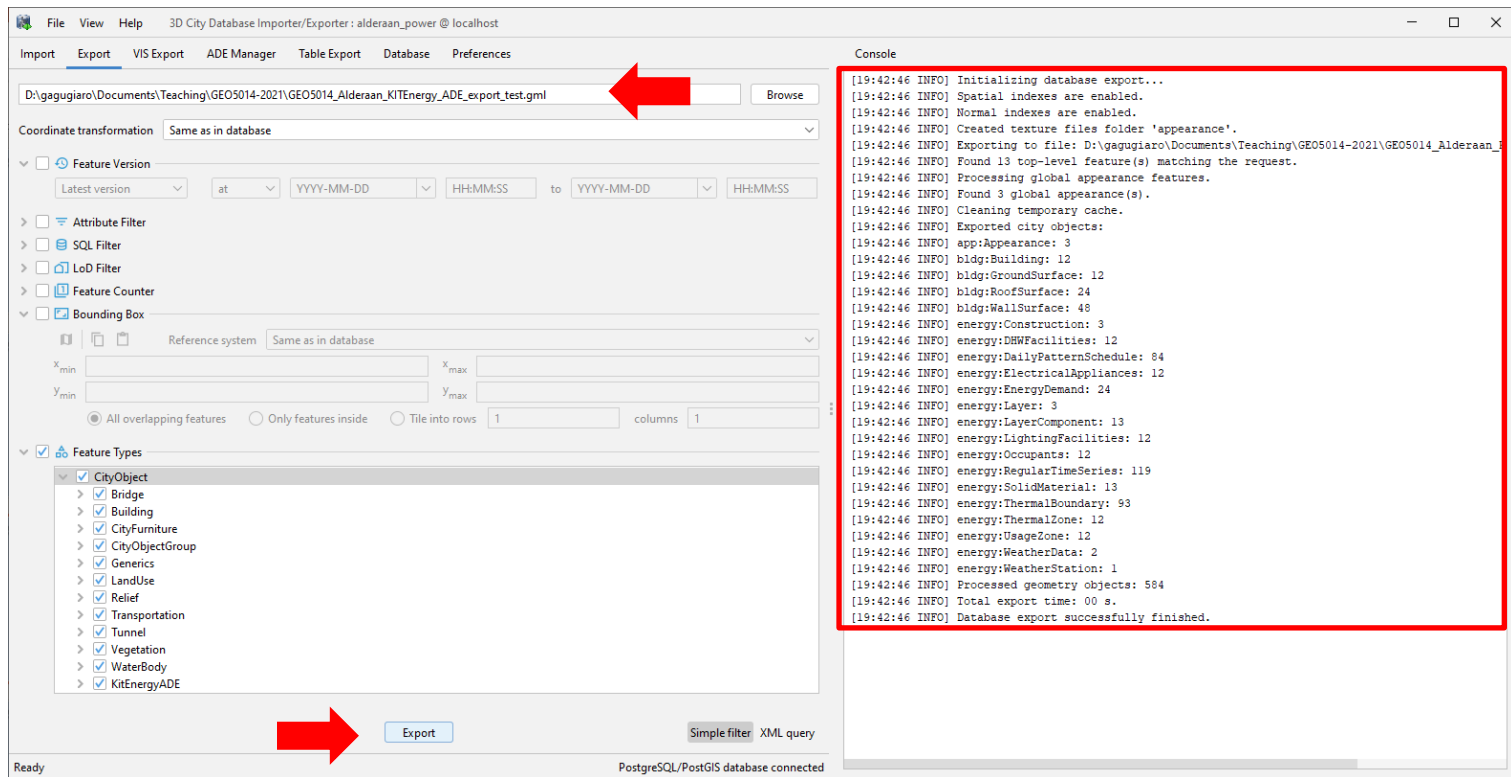 File View Help 3D City Database Importer/Exporter : alderaan_power @ localhost
Import Export VIS Export ADE Manager Table Export Database Preferences
D:\gagugiaro\Documents\Teaching\GEO5014-2021\GEO5014_Alderaan_KITEnergy_ADE_export_test.gml Browse
Coordinate transformation Same as in database
Feature Version
Latest version at YYYY-MM-DD HH:MM:SS to YYYY-MM-DD HH:MM:SS
Attribute Filter
SQL Filter
LoD Filter
Feature Counter
Bounding Box
Reference system Same as in database
xmin xmax
ymin ymax
All overlapping features Only features inside Tile into rows 1 columns 1
Feature Types
CityObject
Bridge
Building
CityFurniture
CityObjectGroup
Generics
LandUse
Relief
Transportation
Tunnel
Vegetation
WaterBody
KitEnergyADE
Export Simple filter XML query
Ready PostgreSQL/PostGIS database connected
Console
[19:42:46 INFO] Initializing database export...
[19:42:46 INFO] Spatial indexes are enabled.
[19:42:46 INFO] Normal indexes are enabled.
[19:42:46 INFO] Created texture files folder 'appearance'.
[19:42:46 INFO] Exporting to file: D:\gagugiaro\Documents\Teaching\GEO5014-2021\GEO5014_Alderaan_
[19:42:46 INFO] Found 13 top-level feature(s) matching the request.
[19:42:46 INFO] Processing global appearance features.
[19:42:46 INFO] Found 3 global appearance(s).
[19:42:46 INFO] Cleaning temporary cache.
[19:42:46 INFO] Exported city objects:
[19:42:46 INFO] app:Appearance: 3
[19:42:46 INFO] bldg:Building: 12
[19:42:46 INFO] bldg:GroundSurface: 12
[19:42:46 INFO] bldg:RoofSurface: 24
[19:42:46 INFO] bldg:WallSurface: 48
[19:42:46 INFO] energy:Construction: 3
[19:42:46 INFO] energy:DHWFacilities: 12
[19:42:46 INFO] energy:DailyPatternSchedule: 84
[19:42:46 INFO] energy:ElectricalAppliances: 12
[19:42:46 INFO] energy:EnergyDemand: 24
[19:42:46 INFO] energy:Layer: 3
[19:42:46 INFO] energy:LayerComponent: 13
[19:42:46 INFO] energy:LightingFacilities: 12
[19:42:46 INFO] energy:Occupants: 12
[19:42:46 INFO] energy:RegularTimeSeries: 119
[19:42:46 INFO] energy:SolidMaterial: 13
[19:42:46 INFO] energy:ThermalBoundary: 93
[19:42:46 INFO] energy:ThermalZone: 12
[19:42:46 INFO] energy:UsageZone: 12
[19:42:46 INFO] energy:WeatherData: 2
[19:42:46 INFO] energy:WeatherStation: 1
[19:42:46 INFO] Processed geometry objects: 584
[19:42:46 INFO] Total export time: 00 s.
[19:42:46 INFO] Database export successfully finished.